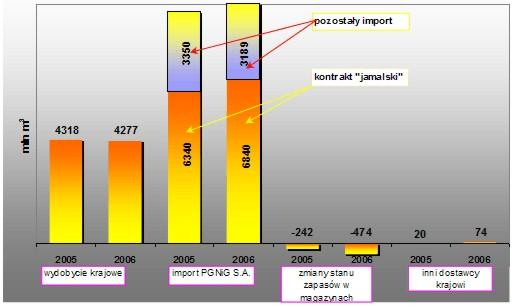 pozostały import
3350
3189
kontrakt "jamalski"
mln m³
4318
4277
6340
6840
-242
-474
20
74
2005 2006 2005 2006 2005 2006 2005 2006
wydobycie krajowe
import PGNiG S.A.
zmiany stanu
zapasów w
magazynach
inni dostawcy
krajowi